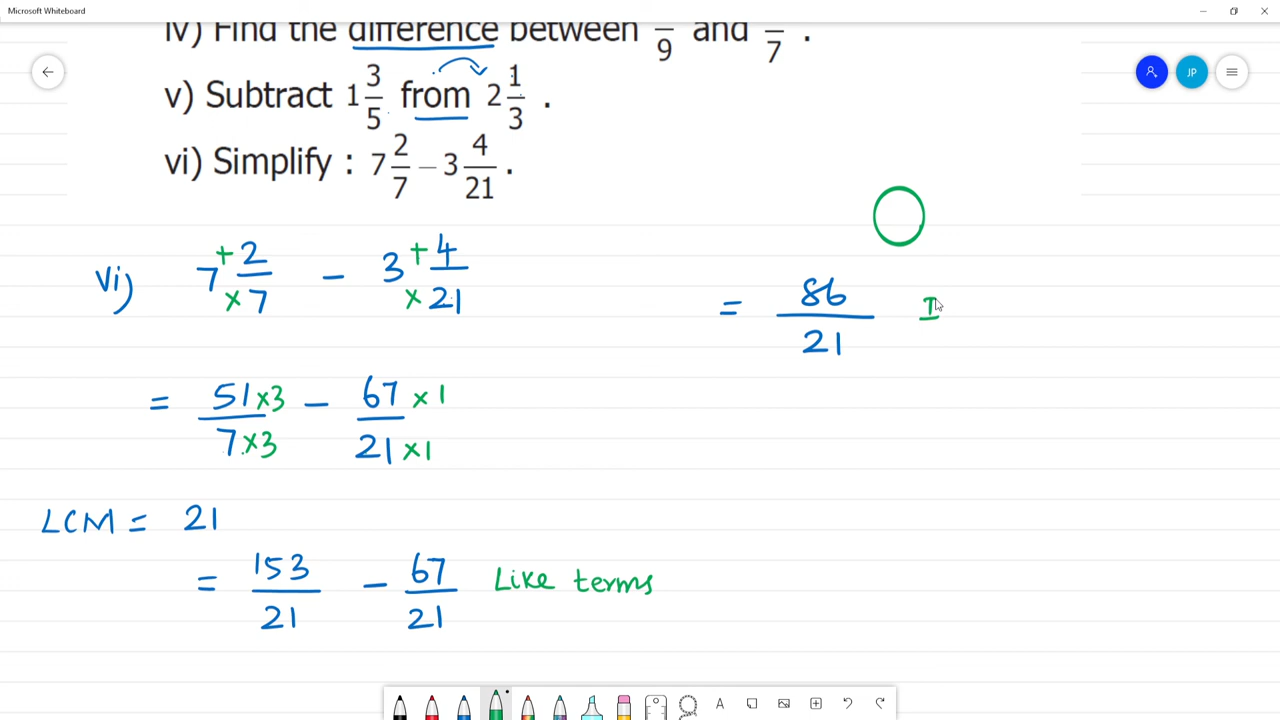 Microsoft Whiteboard
iv) Find the difference between –/9 and –/7 .
JP
v) Subtract 1 3/5 from 2 1/3 .
vi) Simplify : 7 2/7 – 3 4/21 .
vi) 7 + 2 / × 7 – 3 + 4 / × 21
= 51 × 3 / 7 × 3 – 67 × 1 / 21 × 1
LCM = 21
= 153/21 – 67/21 Like terms
= 86/21 I
A